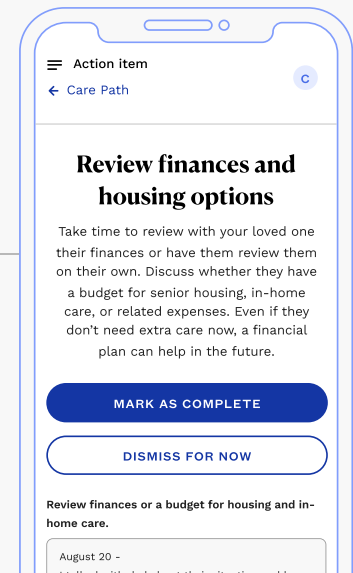 Action item
Care Path
C
Review finances and
housing options
Take time to review with your loved one
their finances or have them review them
on their own. Discuss whether they have
a budget for senior housing, in-home
care, or related expenses. Even if they
don’t need extra care now, a financial
plan can help in the future.
MARK AS COMPLETE
DISMISS FOR NOW
Review finances or a budget for housing and in-
home care.
August 20 -